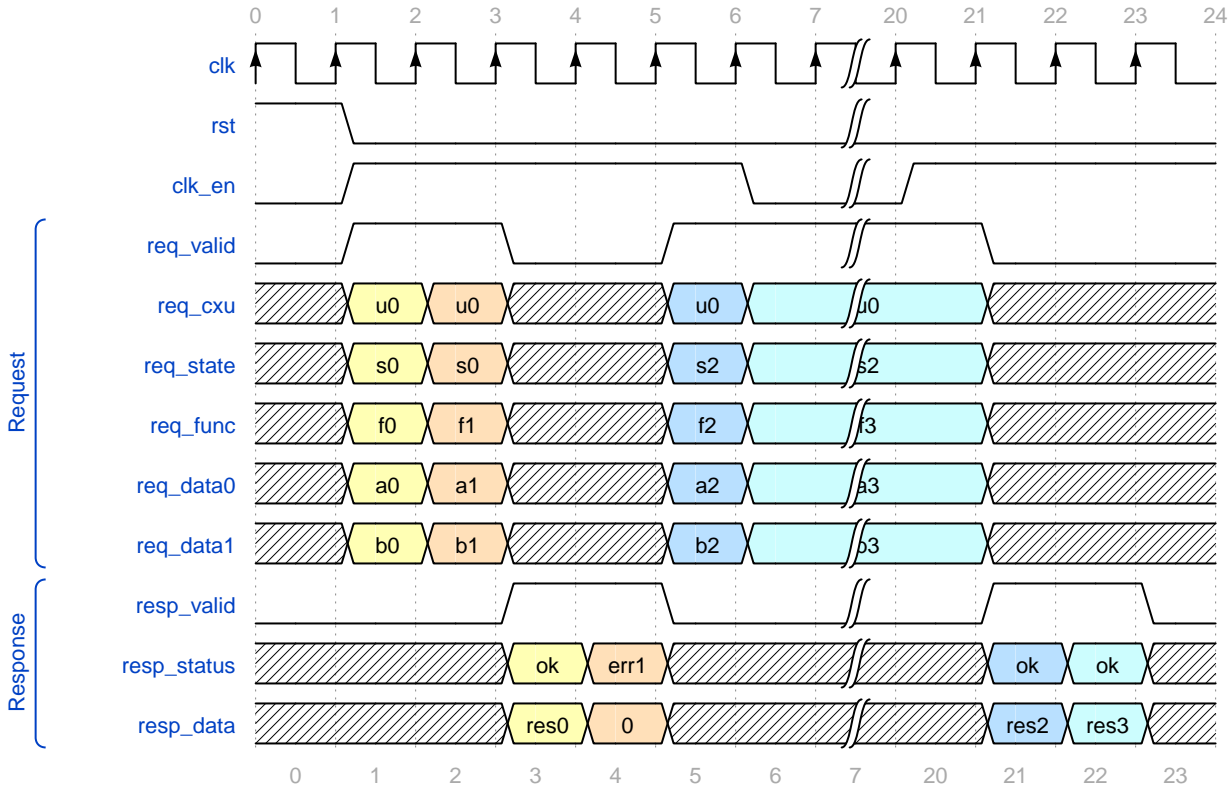 0 1 2 3 4 5 6 7 20 21 22 23 24
clk
rst
clk_en
req_valid
req_cxu u0 u0 u0 u0
req_state s0 s0 s2 s2
req_func f0 f1 f2 f3
req_data0 a0 a1 a2 a3
req_data1 b0 b1 b2 b3
Request
resp_valid
resp_status ok err1 ok ok
resp_data res0 0 res2 res3
Response
0 1 2 3 4 5 6 7 20 21 22 23